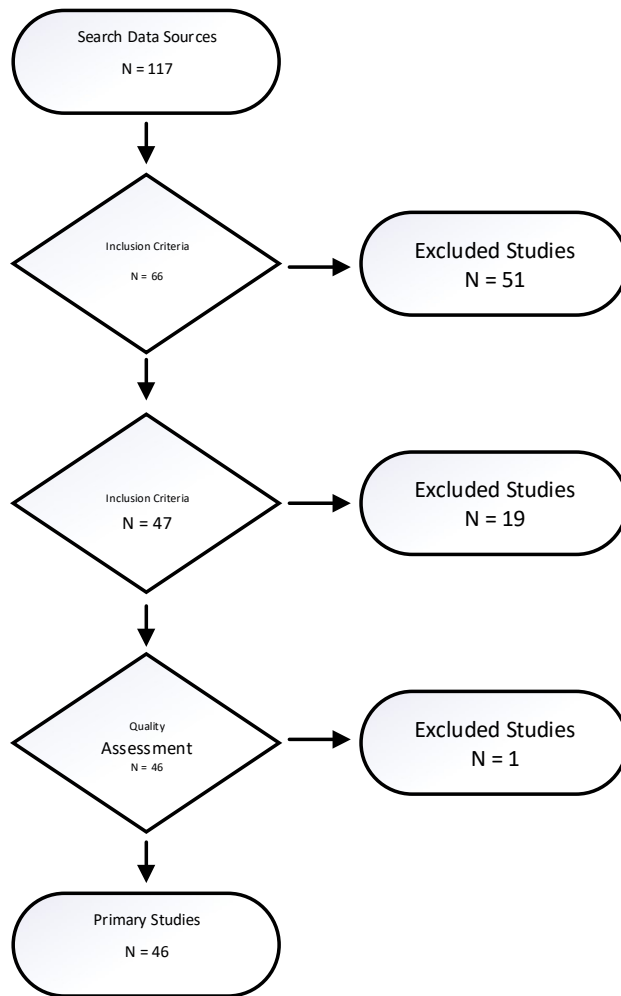 Search Data Sources
N = 117
Inclusion Criteria
N = 66
Excluded Studies
N = 51
Inclusion Criteria
N = 47
Excluded Studies
N = 19
Quality
Assessment
N = 46
Excluded Studies
N = 1
Primary Studies
N = 46